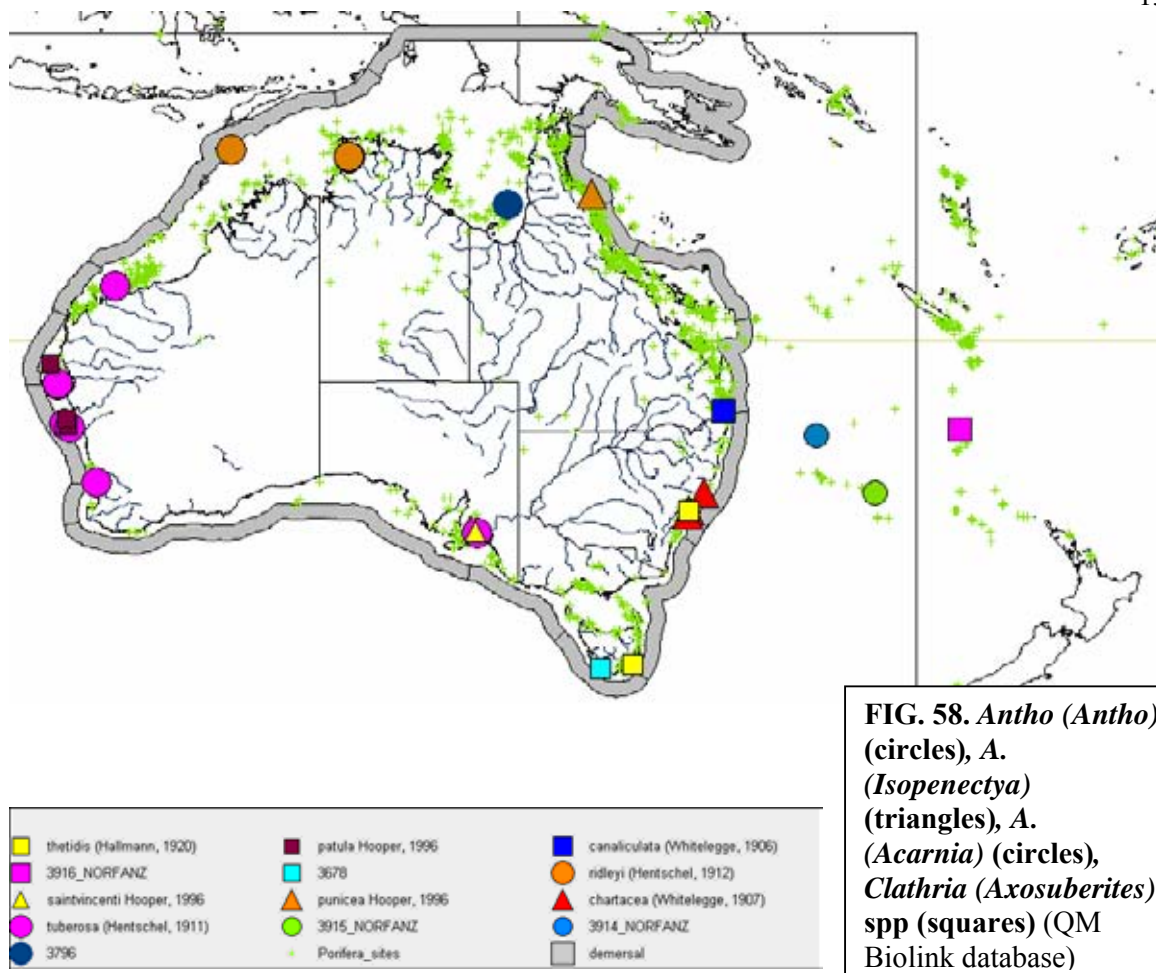 thetidis (Hallmann, 1920)
3916_NORFANZ
saintvincenti Hooper, 1996
tuberosa (Hentschel, 1911)
3796
patula Hooper, 1996
3678
punicea Hooper, 1996
3915_NORFANZ
Porifera_sites
canaliculata (Whitelegge, 1906)
ridleyi (Hentschel, 1912)
chartacea (Whitelegge, 1907)
3914_NORFANZ
demersal
FIG. 58. Antho (Antho)
(circles), A.
(Isopenectya)
(triangles), A.
(Acarnia) (circles),
Clathria (Axosuberites)
spp (squares) (QM
Biolink database)